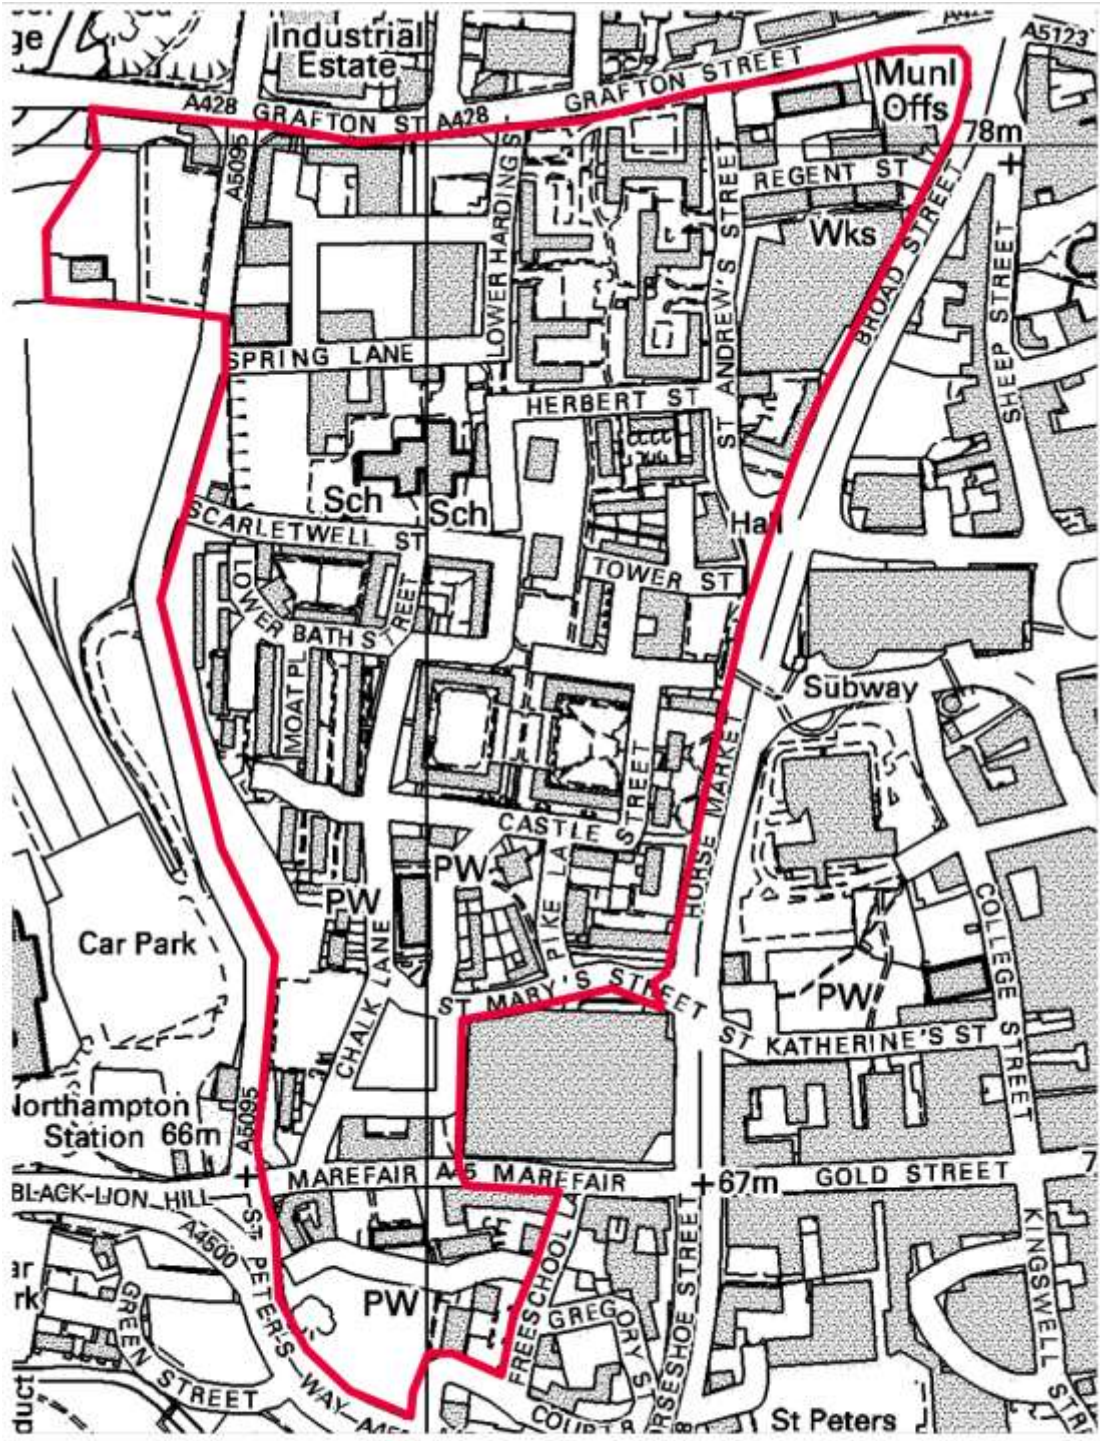 ge
Industrial
Estate
A5123
A428 GRAFTON ST A428
GRAFTON STREET
Munl
Offs
78m
A5095
LOWER HARDING S
ST ANDREW'S STREET
REGENT ST
Wks
BROAD STREET
SHEEP STREET
SPRING LANE
HERBERT ST
Sch
Sch
Hall
SCARLETWELL ST
TOWER ST
LOWER BATH STREET
MOAT PL
Subway
HORSE MARKET
CASTLE STREET
PW
PW
PIKE LANE
Car Park
CHALK LANE
ST MARY'S STREET
PW
COLLEGE STREET
ST KATHERINE'S ST
Northampton
Station 66m
A5095
MAREFAIR A45 MAREFAIR
67m
GOLD STREET
BLACK LION HILL
A4500
ST PETER'S WAY
GREEN STREET
PW
FREESCHOOL LA
GREGORY ST
HORSESHOE STREET
KINGSWELL STR
St Peters
duct